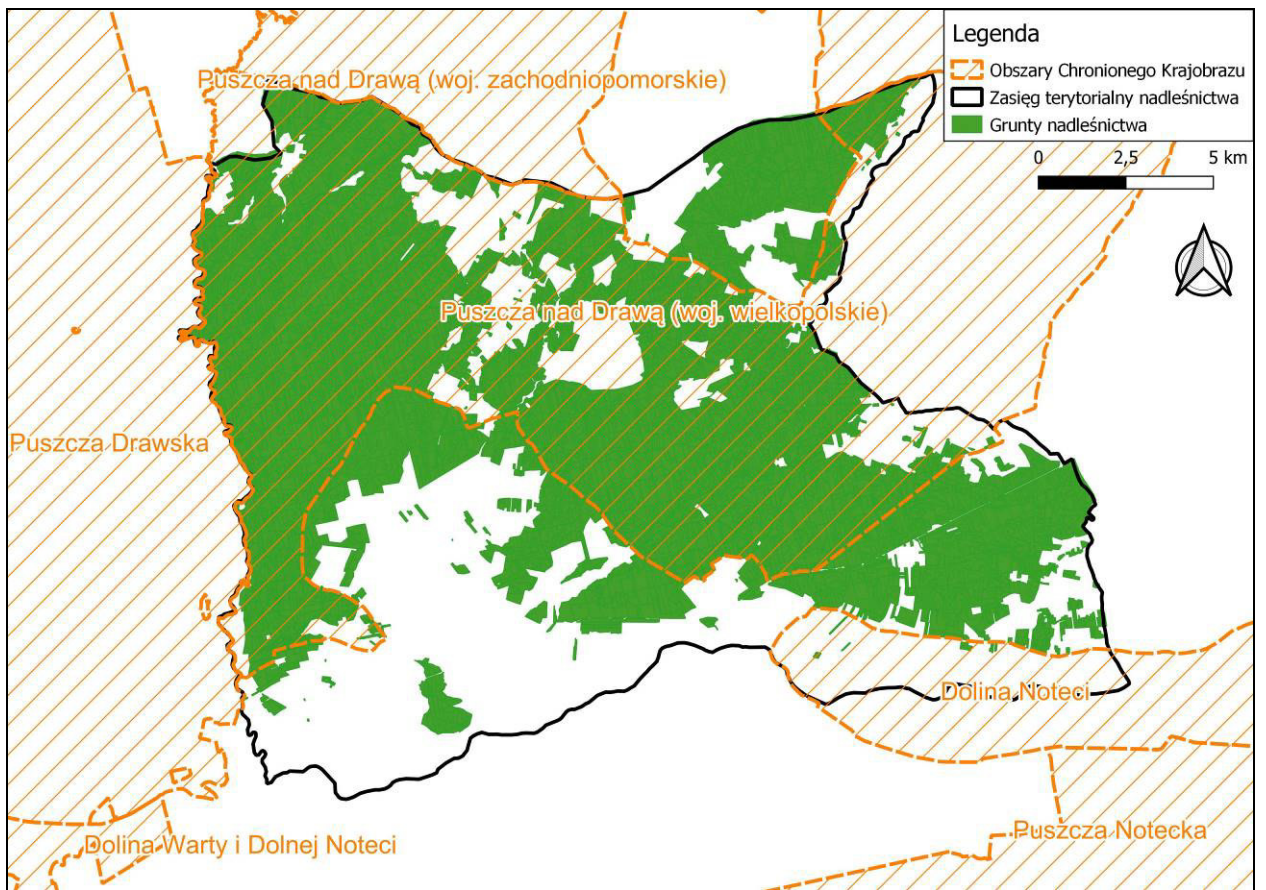 Legenda
Obszary Chronionego Krajobrazu
Zasięg terytorialny nadleśnictwa
Grunty nadleśnictwa
0 2,5 5 km
Puszcza nad Drawą (woj. zachodniopomorskie)
Puszcza nad Drawą (woj. wielkopolskie)
Puszcza Drawska
Dolina Noteci
Puszcza Notecka
Dolina Warty i Dolnej Noteci